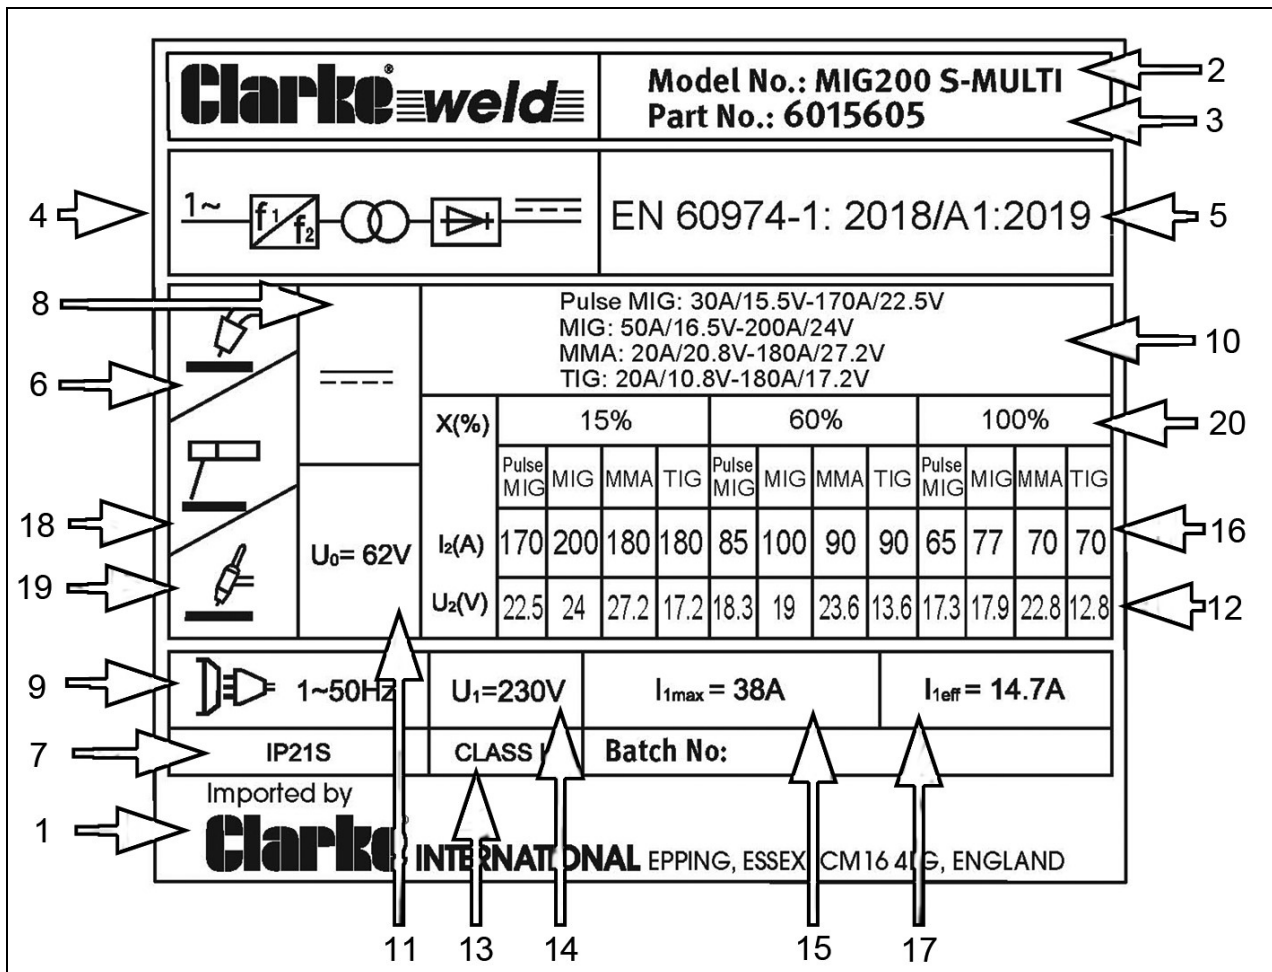 Clarke® weld
Model No.: MIG200 S-MULTI
Part No.: 6015605
2
3
4
1~
f1/f2
EN 60974-1: 2018/A1:2019
5
8
6
18
19
Pulse MIG: 30A/15.5V-170A/22.5V
MIG: 50A/16.5V-200A/24V
MMA: 20A/20.8V-180A/27.2V
TIG: 20A/10.8V-180A/17.2V
10
X(%) 15% 60% 100%
20
Pulse MIG MIG MMA TIG Pulse MIG MIG MMA TIG Pulse MIG MIG MMA TIG
U₀= 62V
I₂(A) 170 200 180 180 85 100 90 90 65 77 70 70
16
U₂(V) 22.5 24 27.2 17.2 18.3 19 23.6 13.6 17.3 17.9 22.8 12.8
12
9
1~50Hz U₁=230V I₁max = 38A I₁eff = 14.7A
7
IP21S CLASS Batch No:
Imported by
1
Clarke INTERNATIONAL EPPING, ESSEX CM16 4LG, ENGLAND
11 13 14 15 17